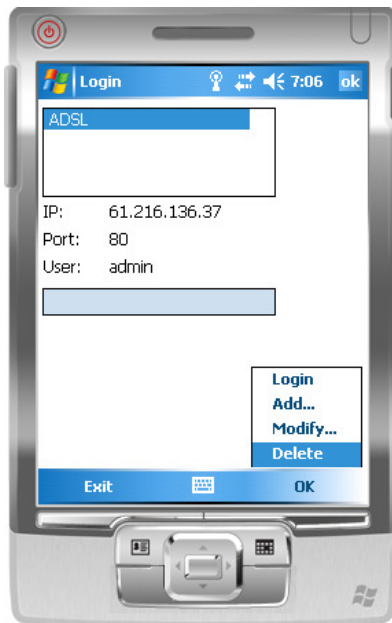 Login 7:06 ok
ADSL
IP: 61.216.136.37
Port: 80
User: admin
Login
Add...
Modify...
Delete
Exit OK